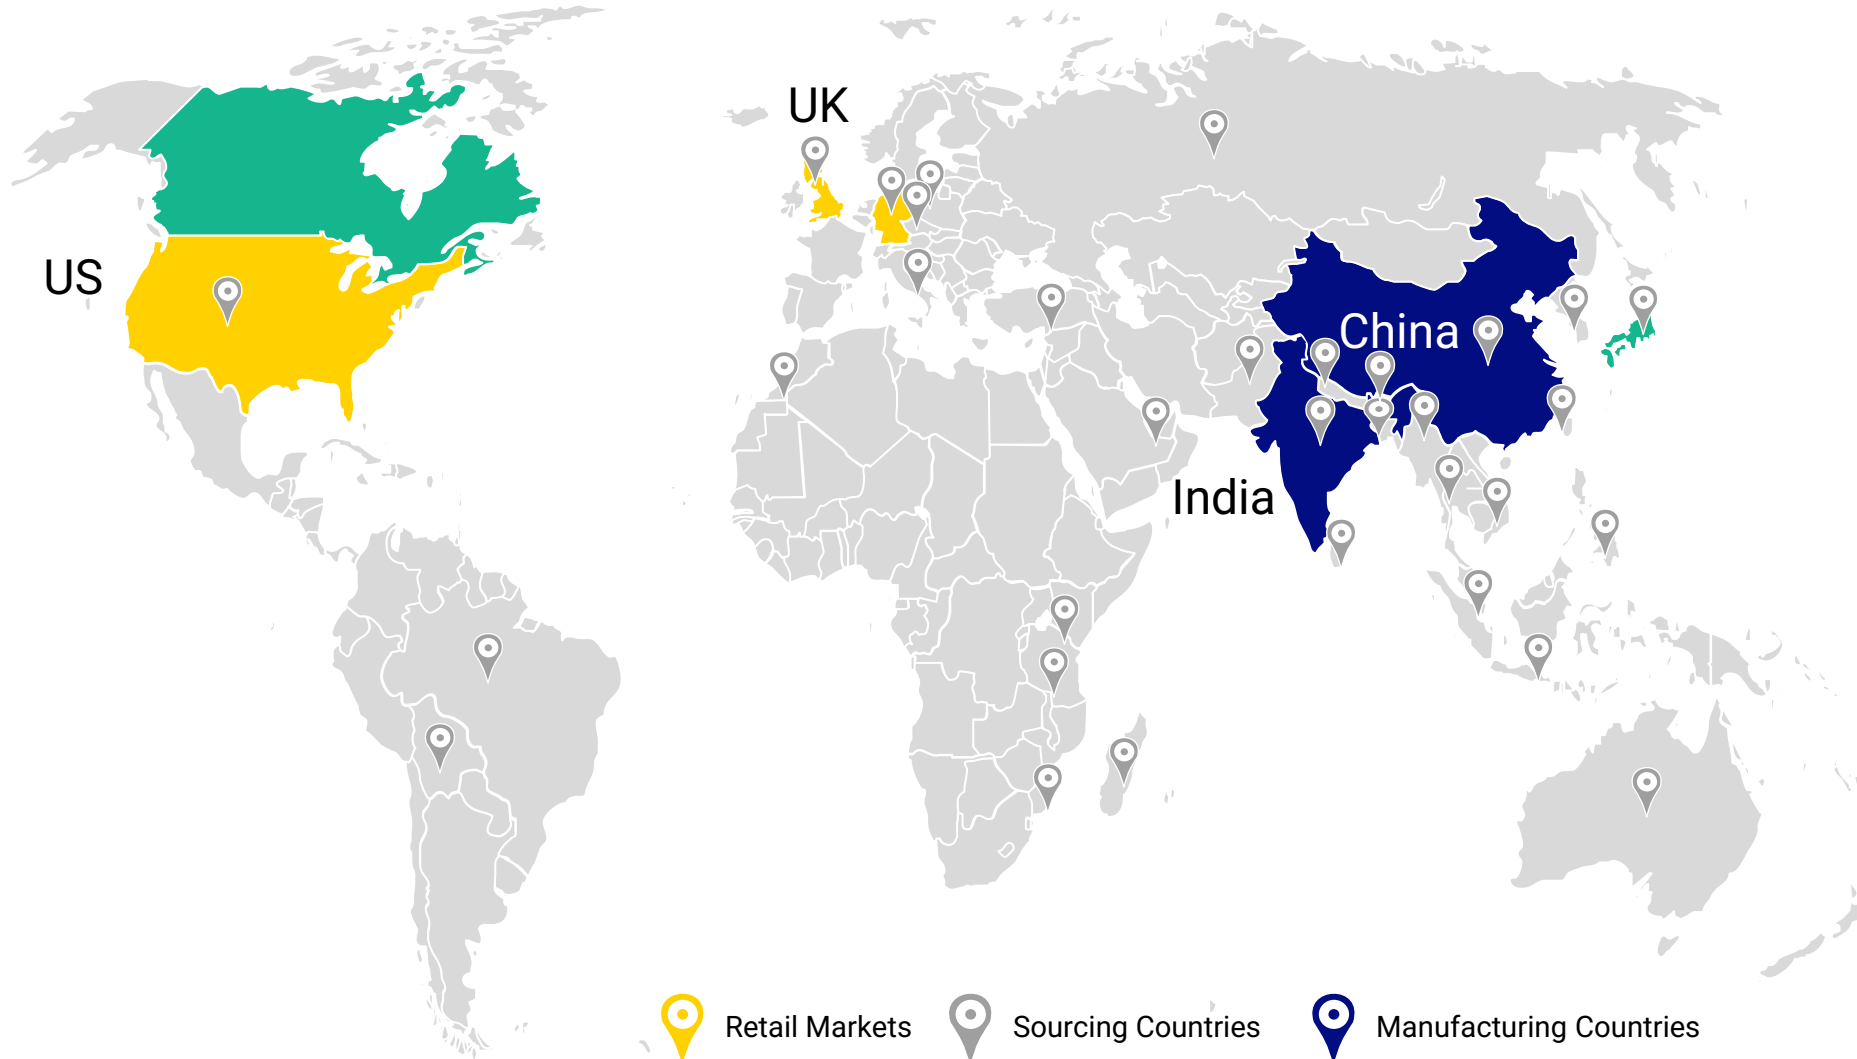 UK
US
China
India
Retail Markets
Sourcing Countries
Manufacturing Countries